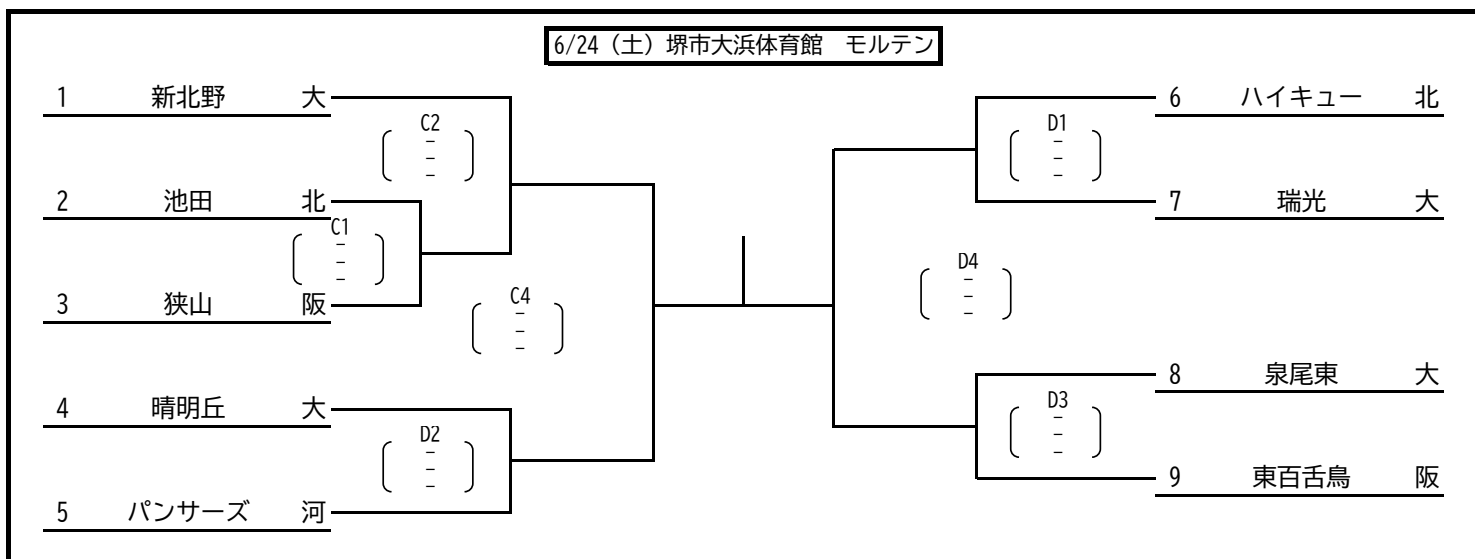 6/24（土）堺市大浜体育館　モルテン
1 新北野 大
C2
-
-
-
2 池田 北
C1
-
-
-
3 狭山 阪
C4
-
-
-
4 晴明丘 大
D2
-
-
-
5 パンサーズ 河
6 ハイキュー 北
D1
-
-
-
7 瑞光 大
D4
-
-
-
8 泉尾東 大
D3
-
-
-
9 東百舌鳥 阪